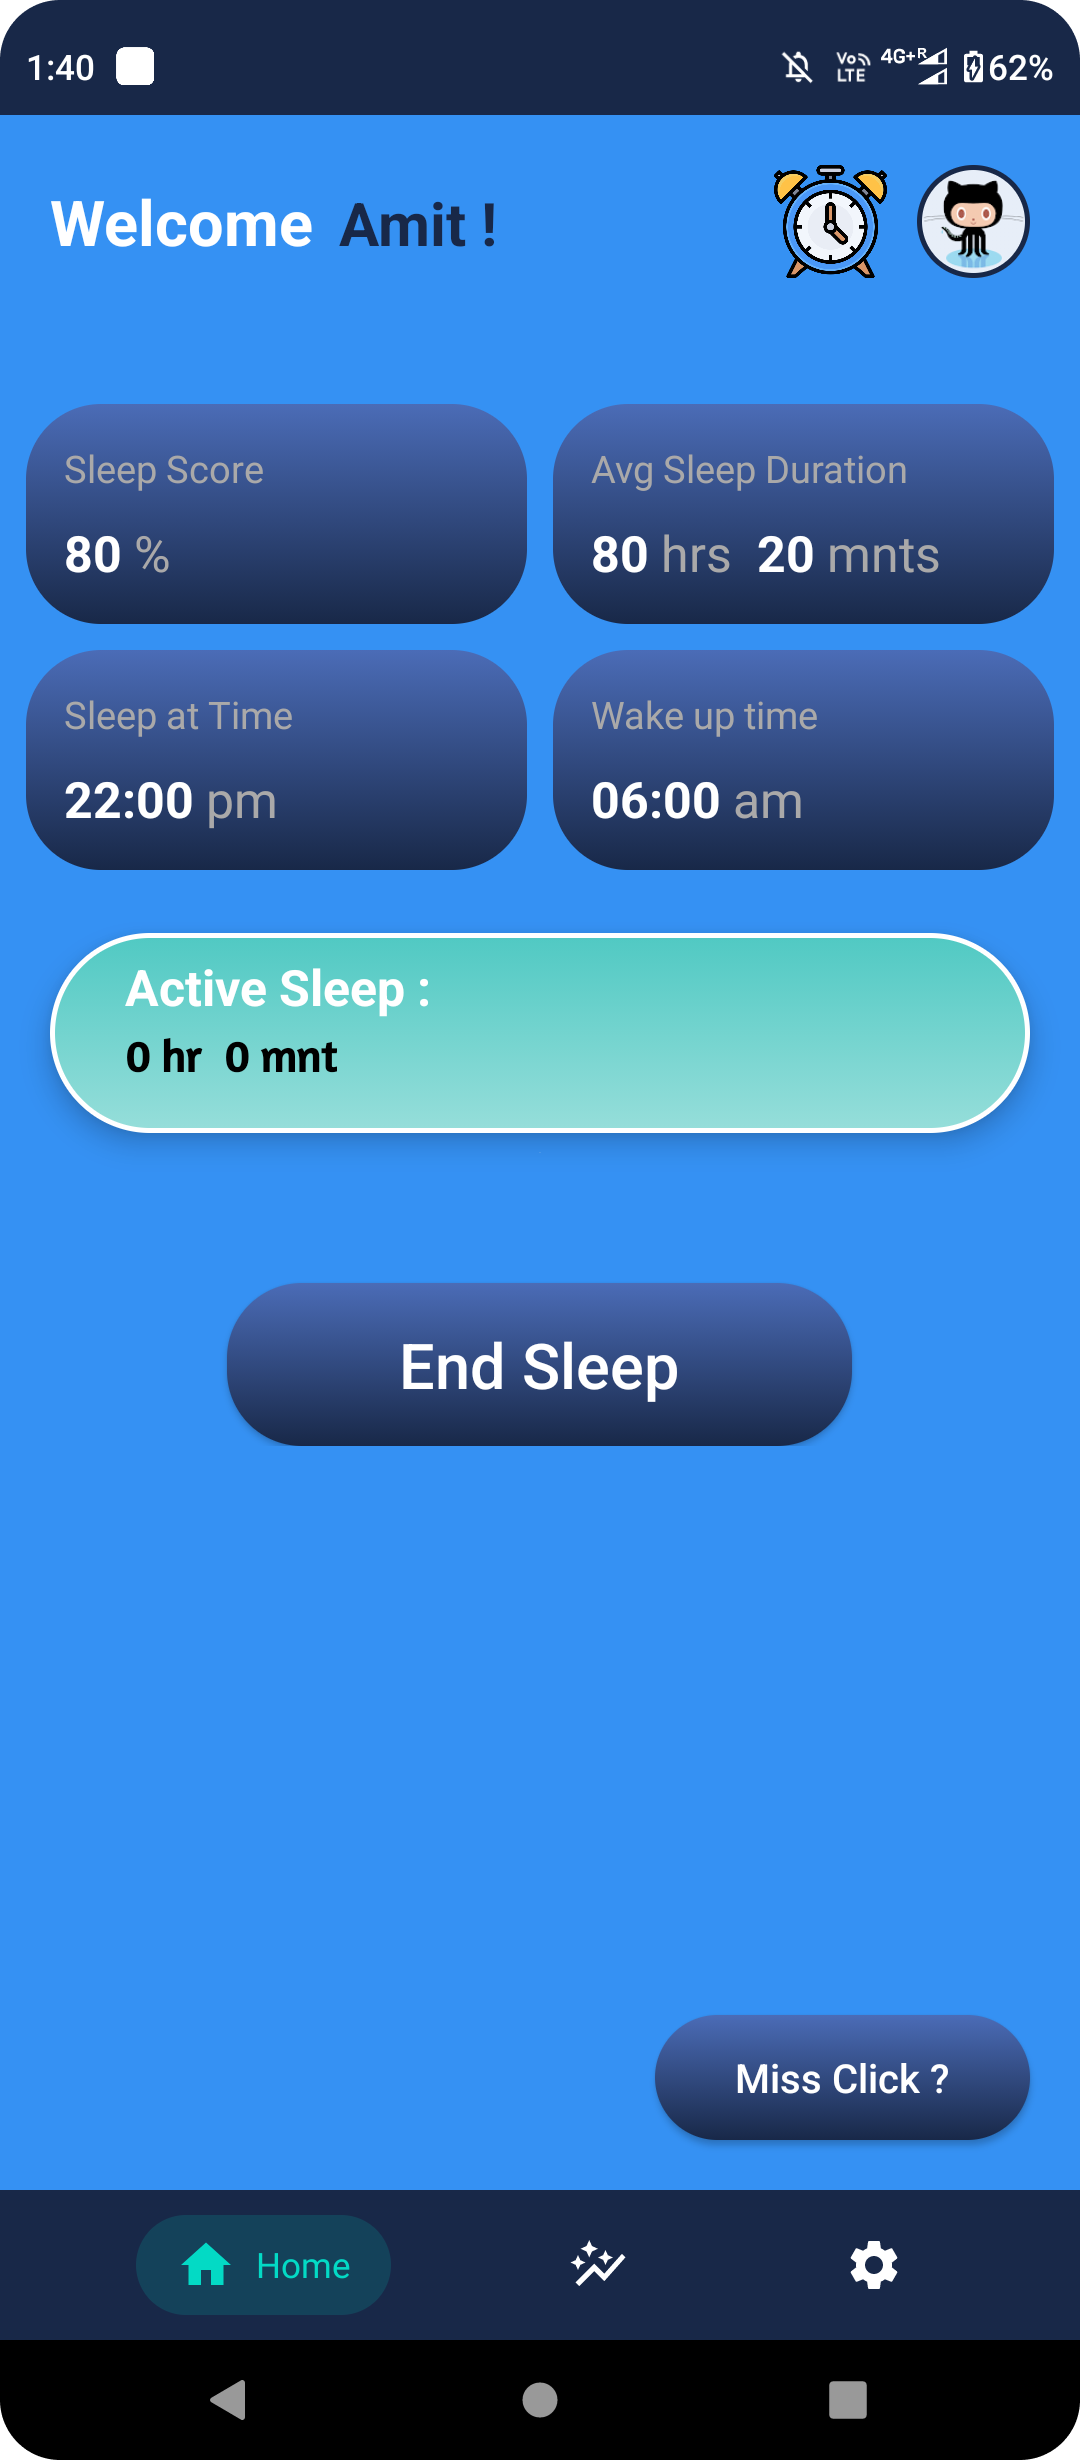 1:40 Vo LTE 4G+ R 62%
Welcome Amit !
Sleep Score
80 %
Avg Sleep Duration
80 hrs 20 mnts
Sleep at Time
22:00 pm
Wake up time
06:00 am
Active Sleep :
0 hr 0 mnt
End Sleep
Miss Click ?
Home